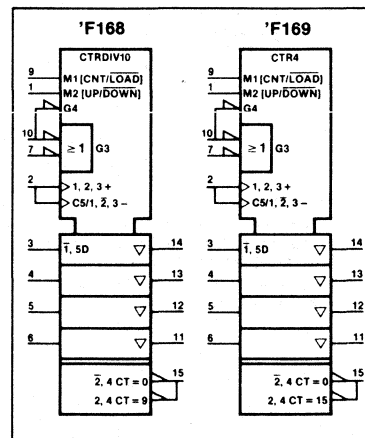 'F168
CTRDIV10
9 M1 [CNT/LOAD]
1 M2 [UP/DOWN]
G4
10
7 ≥ 1 G3
2 1, 2, 3 +
C5/1, 2̅, 3 −
3 1̅, 5D ▽ 14
4 ▽ 13
5 ▽ 12
6 ▽ 11
2̅, 4 CT = 0 15
2, 4 CT = 9
'F169
CTR4
9 M1 [CNT/LOAD]
1 M2 [UP/DOWN]
G4
10
7 ≥ 1 G3
2 1, 2, 3 +
C5/1, 2̅, 3 −
3 1̅, 5D ▽ 14
4 ▽ 13
5 ▽ 12
6 ▽ 11
2̅, 4 CT = 0 15
2, 4 CT = 15